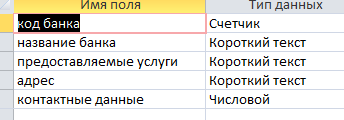 Имя поля Тип данных
код банка Счетчик
название банка Короткий текст
предоставляемые услуги Короткий текст
адрес Короткий текст
контактные данные Числовой